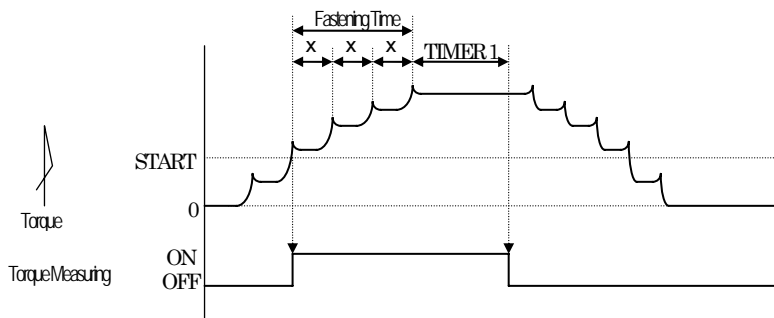 Fastening Time
x x x TIMER 1
START
Torque
0
ON
Torque Measuring
OFF